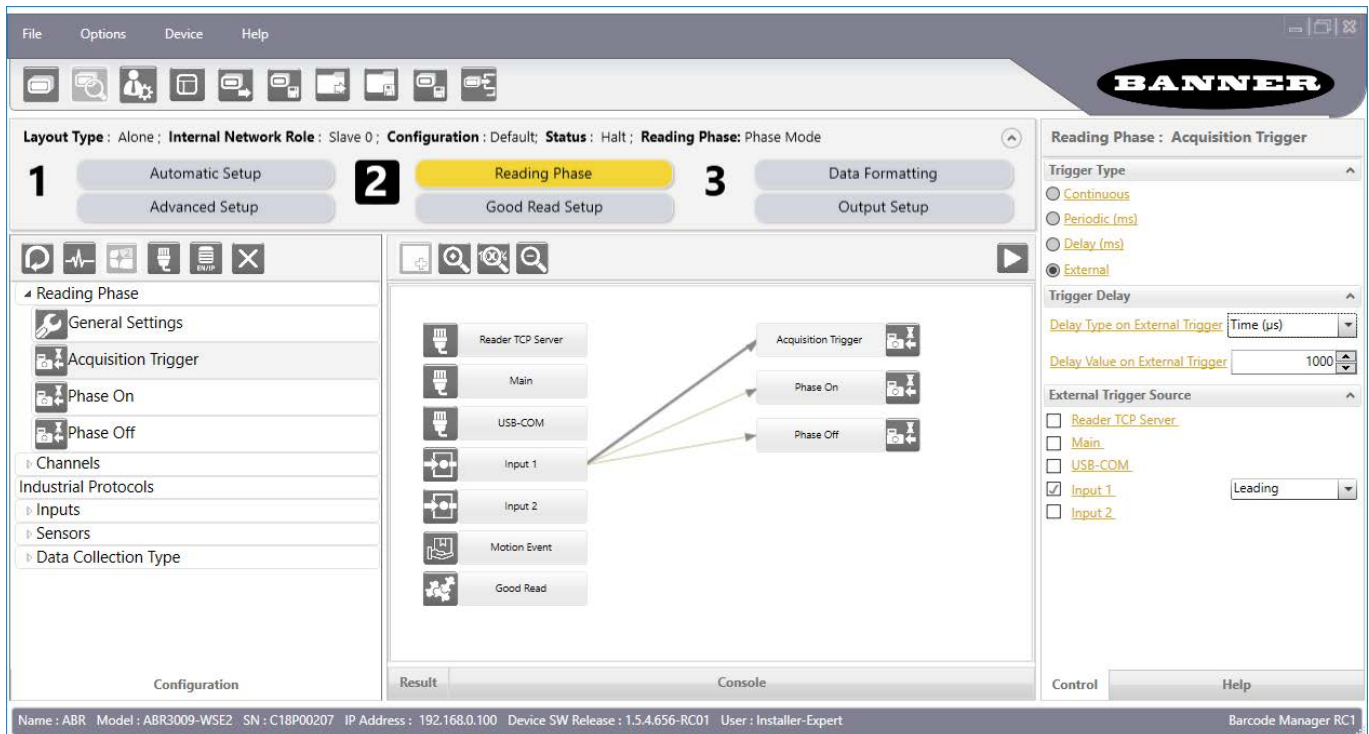 File Options Device Help
BANNER
Layout Type : Alone ; Internal Network Role : Slave 0 ; Configuration : Default; Status : Halt ; Reading Phase: Phase Mode
1 Automatic Setup 2 Reading Phase 3 Data Formatting
Advanced Setup Good Read Setup Output Setup
EN/IP
Reading Phase
General Settings
Acquisition Trigger
Phase On
Phase Off
Channels
Industrial Protocols
Inputs
Sensors
Data Collection Type
Configuration
100%
Reader TCP Server
Main
USB-COM
Input 1
Input 2
Motion Event
Good Read
Acquisition Trigger
Phase On
Phase Off
Result Console
Reading Phase : Acquisition Trigger
Trigger Type
Continuous
Periodic (ms)
Delay (ms)
External
Trigger Delay
Delay Type on External Trigger Time (µs)
Delay Value on External Trigger 1000
External Trigger Source
Reader TCP Server
Main
USB-COM
Input 1 Leading
Input 2
Control Help
Name : ABR Model : ABR3009-WSE2 SN : C18P00207 IP Address : 192.168.0.100 Device SW Release : 1.5.4.656-RC01 User : Installer-Expert Barcode Manager RC1